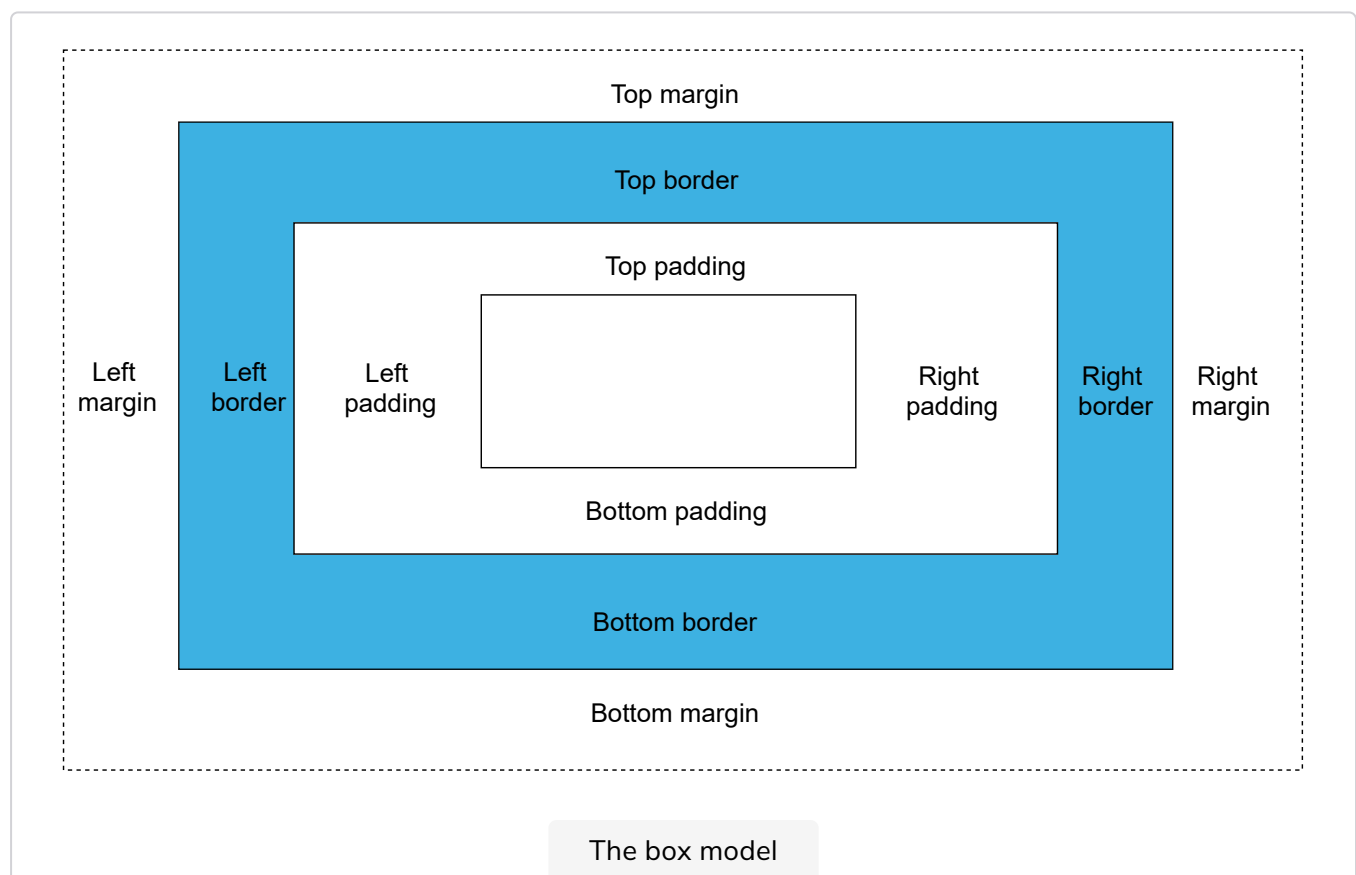 Top margin
Top border
Top padding
Left
margin
Left
border
Left
padding
Right
padding
Right
border
Right
margin
Bottom padding
Bottom border
Bottom margin
The box model